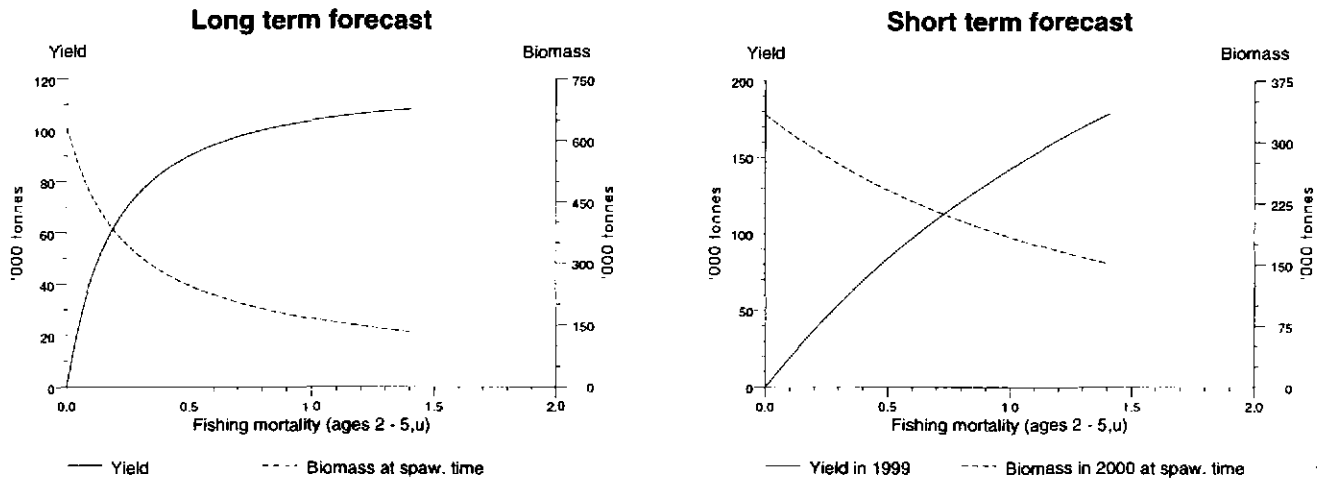 Long term forecast
Yield
Biomass
120
100
80
60
40
20
0
'000 tonnes
750
600
450
300
150
0
'000 tonnes
0.0
0.5
1.0
1.5
2.0
Fishing mortality (ages 2 - 5,u)
Yield
Biomass at spaw. time
Short term forecast
Yield
Biomass
200
150
100
50
0
'000 tonnes
375
300
225
150
75
0
'000 tonnes
0.0
0.5
1.0
1.5
2.0
Fishing mortality (ages 2 - 5,u)
Yield in 1999
Biomass in 2000 at spaw. time